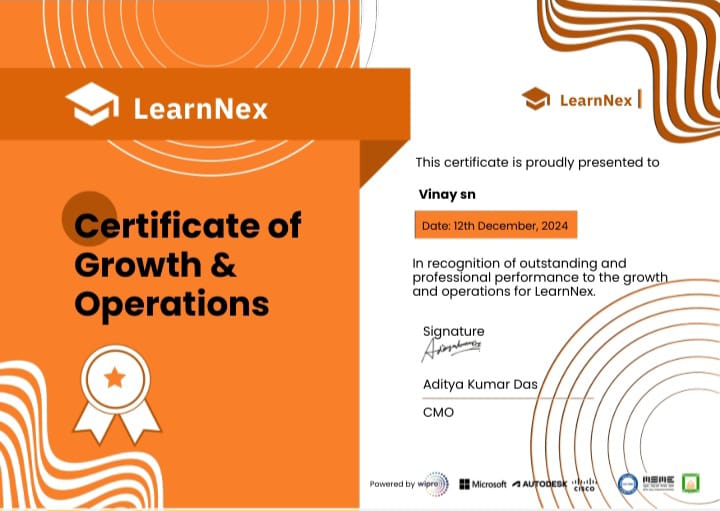 LearnNex
Certificate of
Growth &
Operations
LearnNex
This certificate is proudly presented to
Vinay sn
Date: 12th December, 2024
In recognition of outstanding and
professional performance to the growth
and operations for LearnNex.
Signature
Aditya Kumar Das
CMO
Powered by wipro Microsoft AUTODESK CISCO MSME